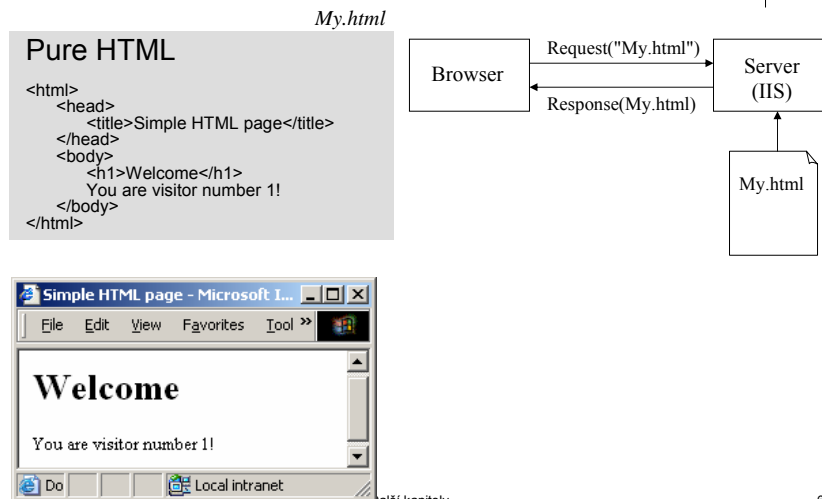 My.html
Pure HTML
<html>
<head>
<title>Simple HTML page</title>
</head>
<body>
<h1>Welcome</h1>
You are visitor number 1!
</body>
</html>
Browser
Request("My.html")
Response(My.html)
Server
(IIS)
My.html
Simple HTML page - Microsoft I...
File Edit View Favorites Tool »
Welcome
You are visitor number 1!
Do
Local intranet
kapitoly